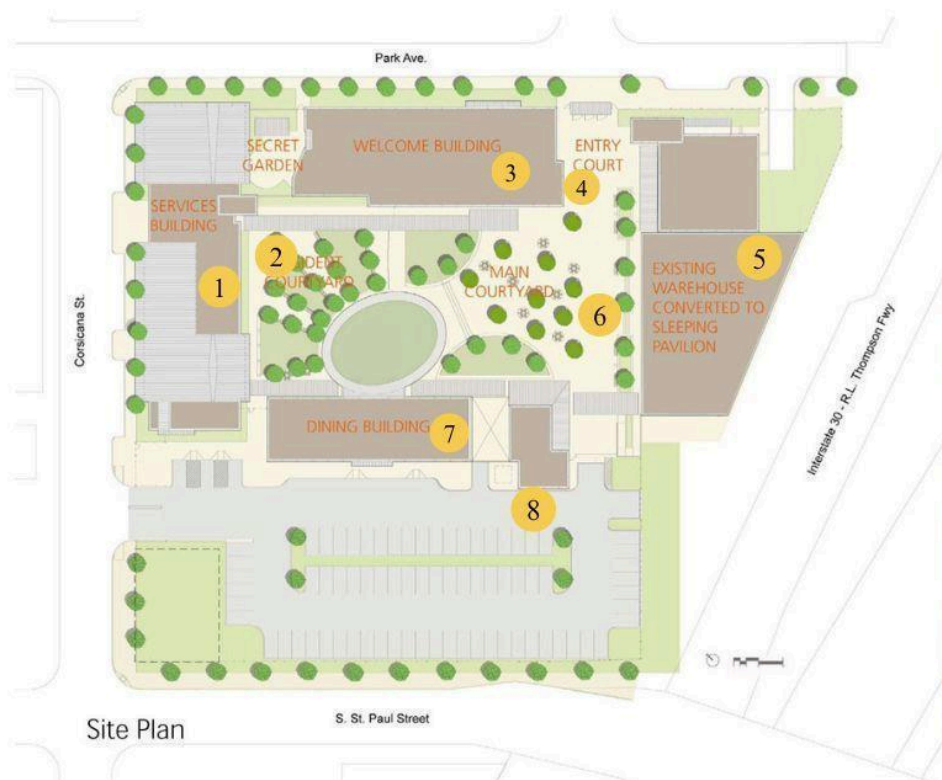 Park Ave.
SECRET
GARDEN
WELCOME BUILDING
3
ENTRY
COURT
4
SERVICES
BUILDING
2
IDENT
COURTYARD
1
MAIN
COURTYARD
6
5
EXISTING
WAREHOUSE
CONVERTED TO
SLEEPING
PAVILION
Corsicana St.
Interstate 30 - R.L. Thompson Fwy
DINING BUILDING
7
8
Site Plan
S. St. Paul Street